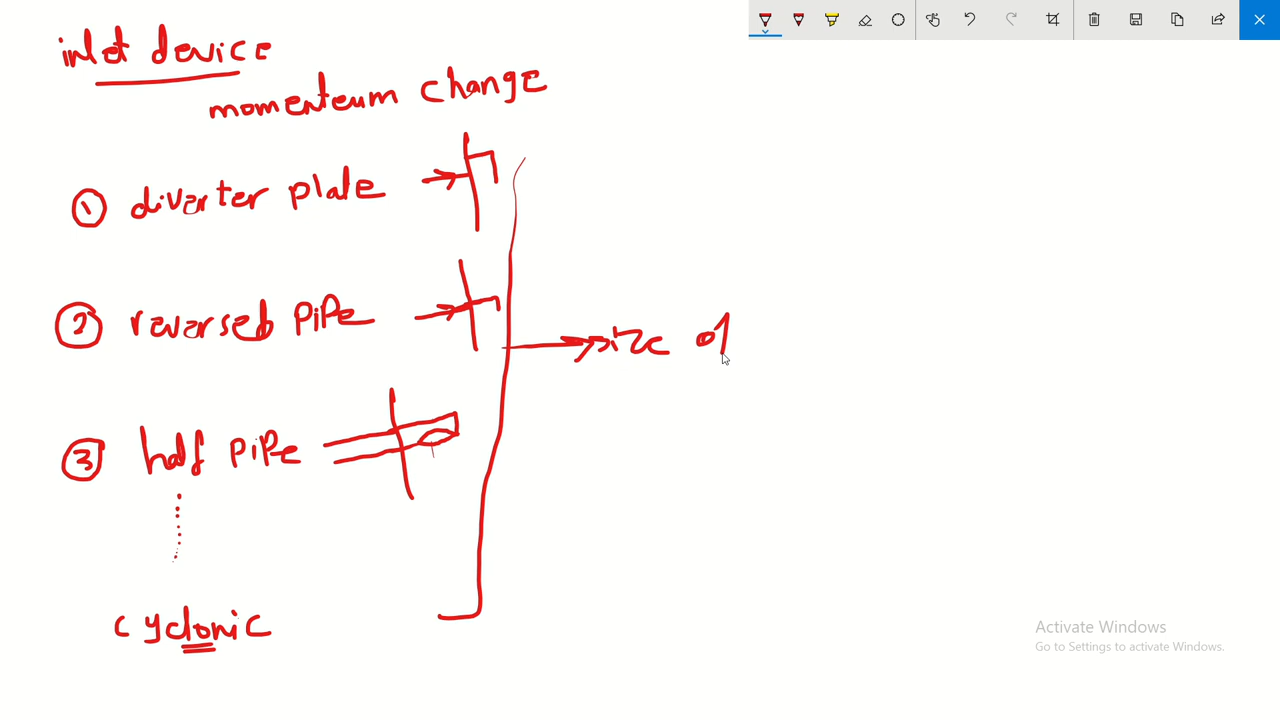 inlet device
momenteum change
① diverter plate
② reversed PiPe
size of
③ half PiPe
cyclonic
Activate Windows
Go to Settings to activate Windows.